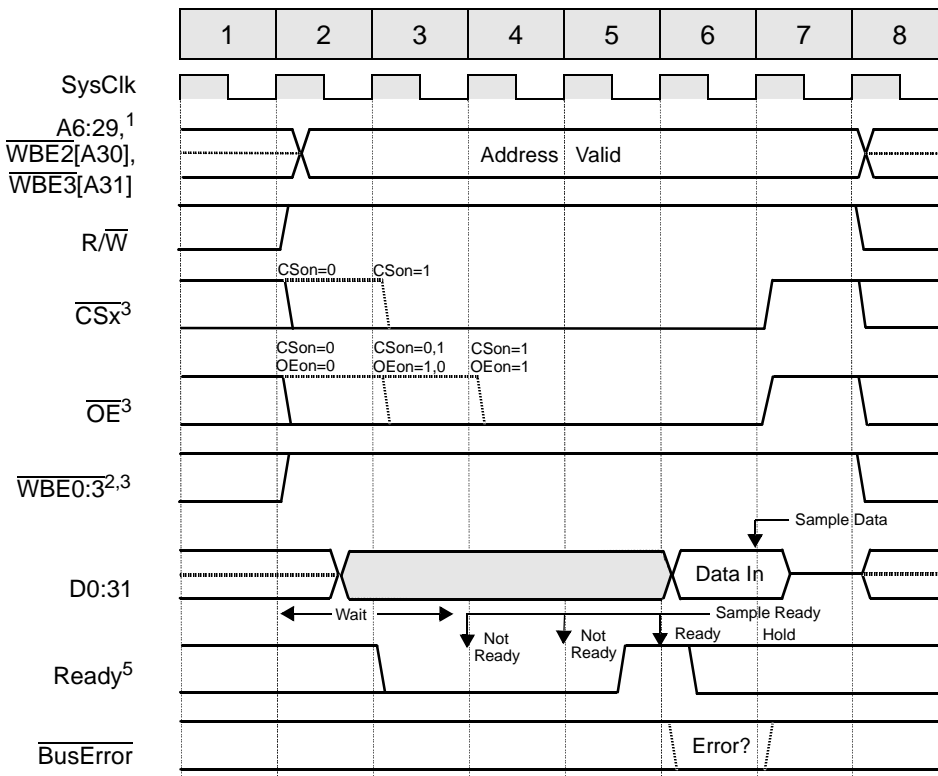 1 2 3 4 5 6 7 8
SysClk
A6:29,1
WBE2[A30],
WBE3[A31]
Address Valid
R/W
CSon=0 CSon=1
CSx3
CSon=0 CSon=0,1 CSon=1
OEon=0 OEon=1,0 OEon=1
OE3
WBE0:32,3
Sample Data
D0:31
Data In
Wait
Sample Ready
Not Ready
Not Ready
Ready
Hold
Ready5
BusError
Error?